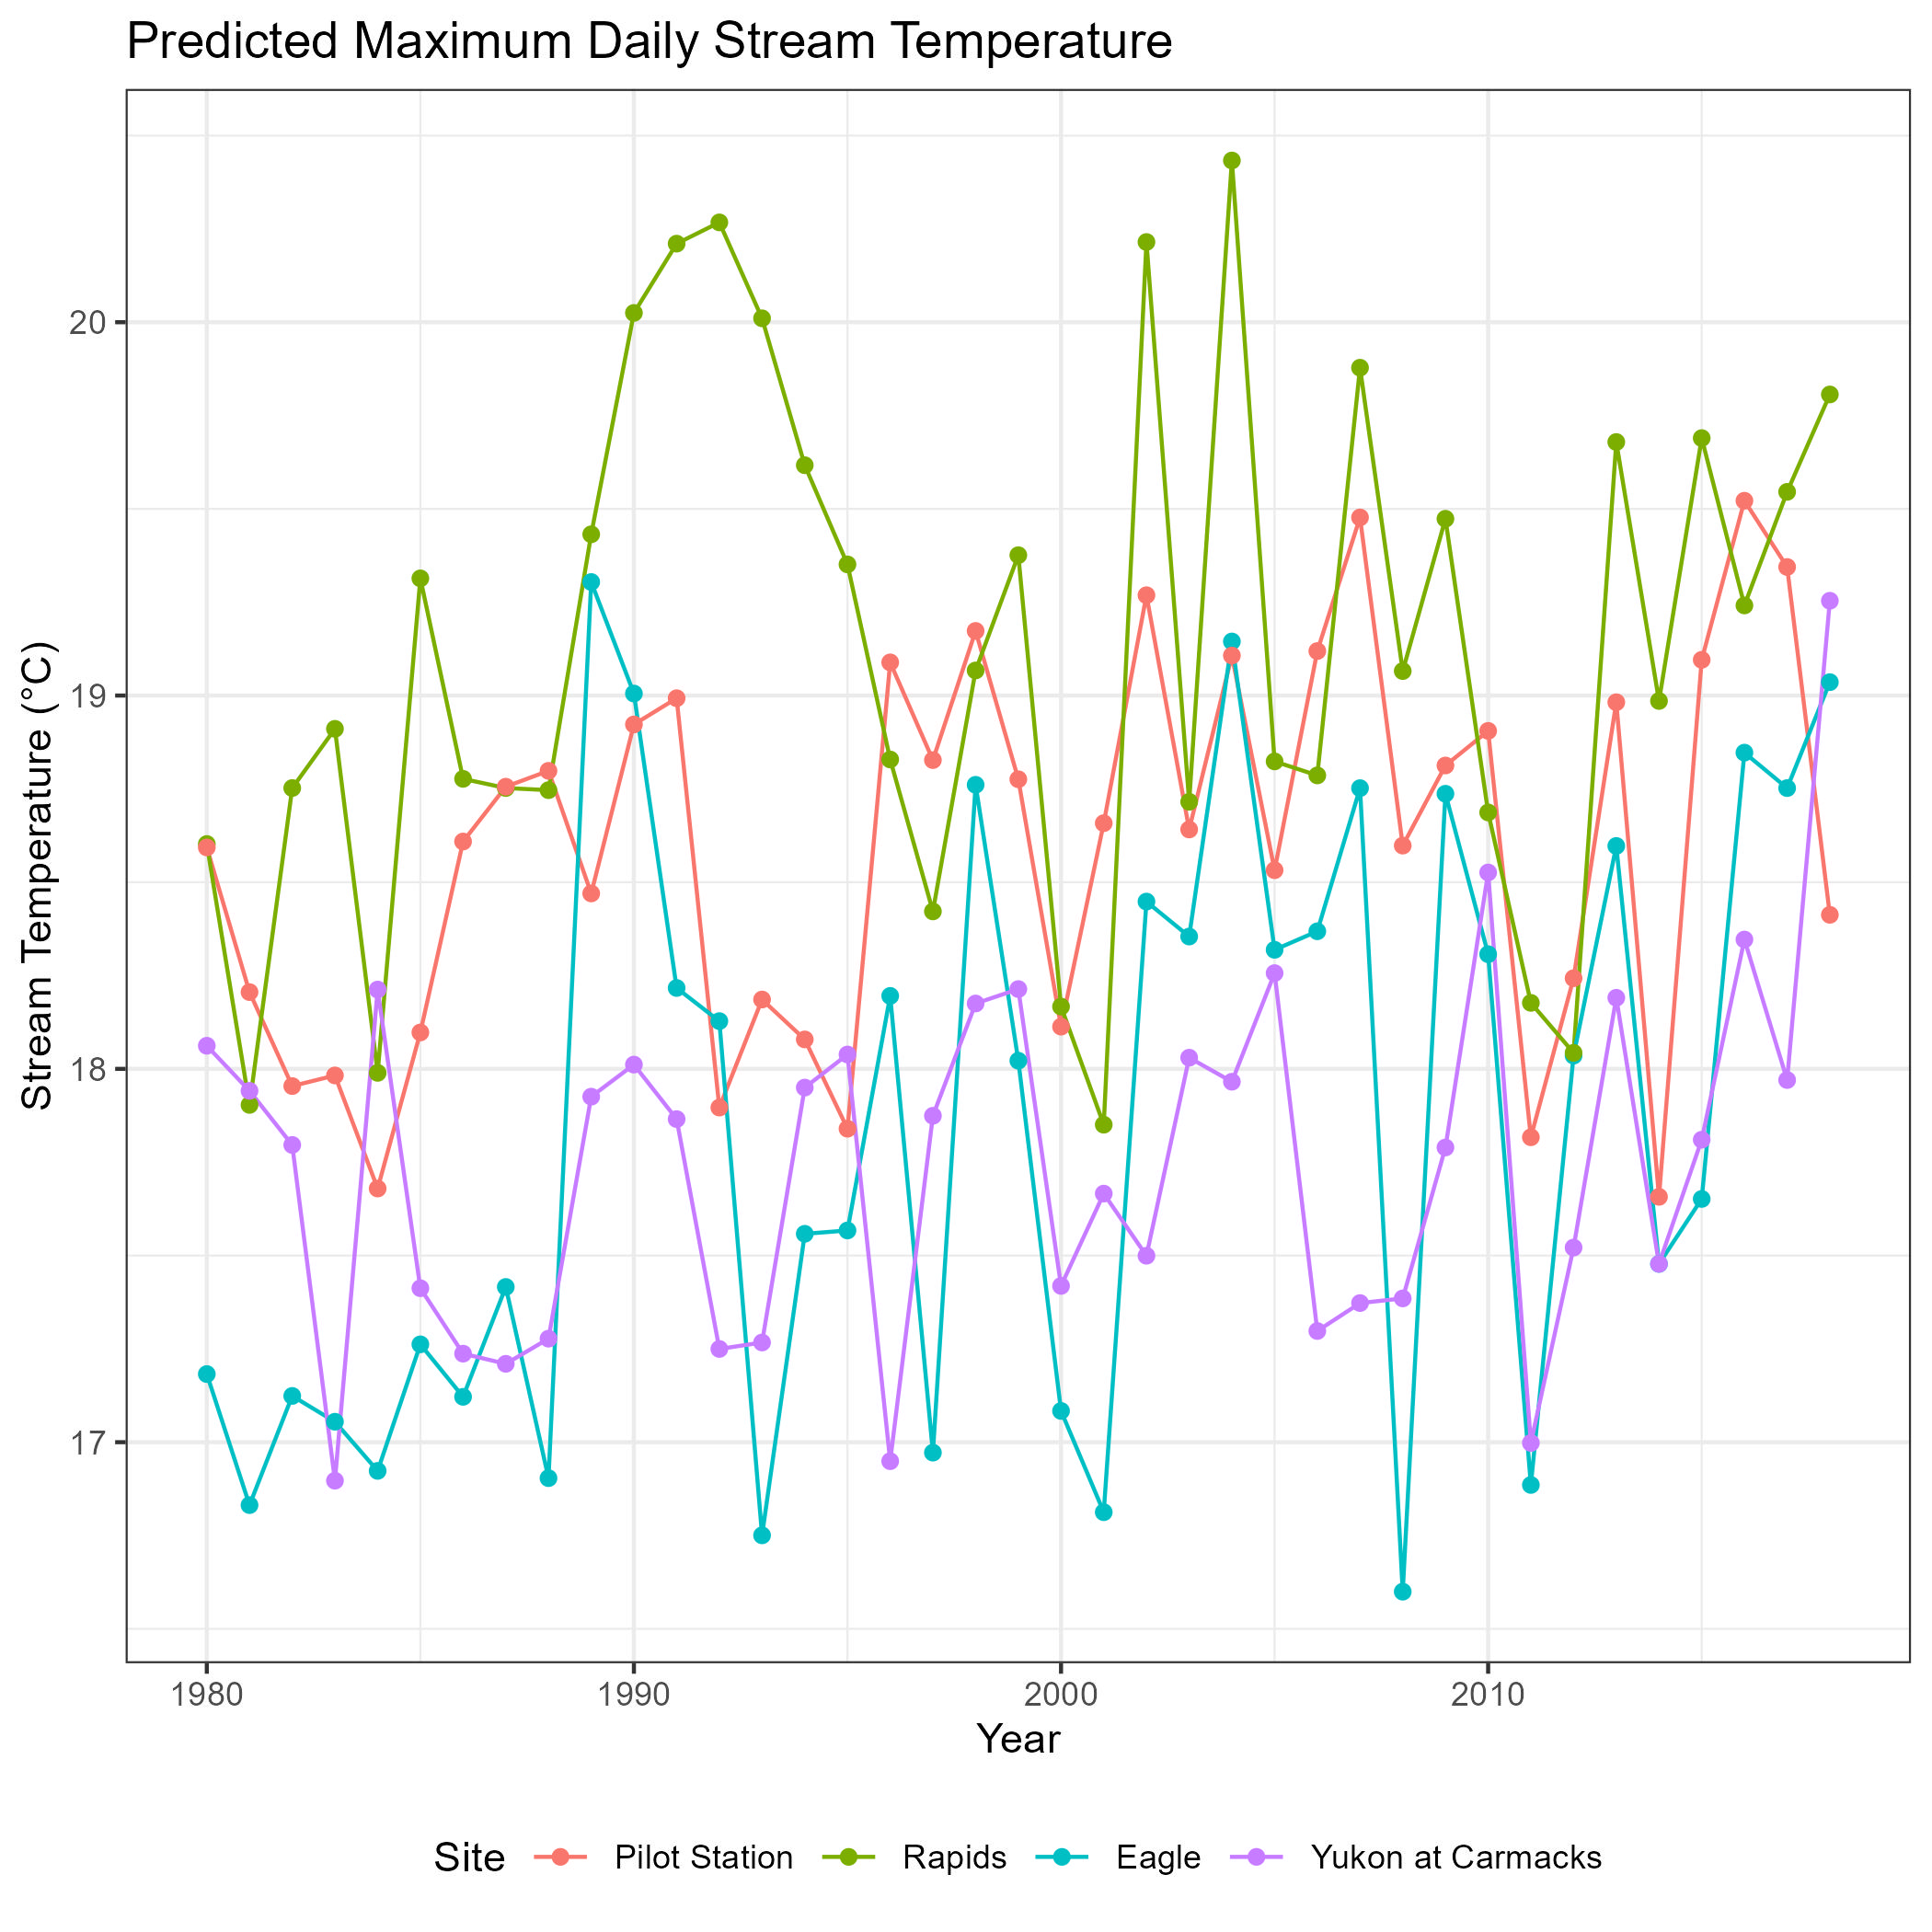 Predicted Maximum Daily Stream Temperature
Stream Temperature (°C)
20
19
18
17
1980 1990 2000 2010
Year
Site Pilot Station Rapids Eagle Yukon at Carmacks